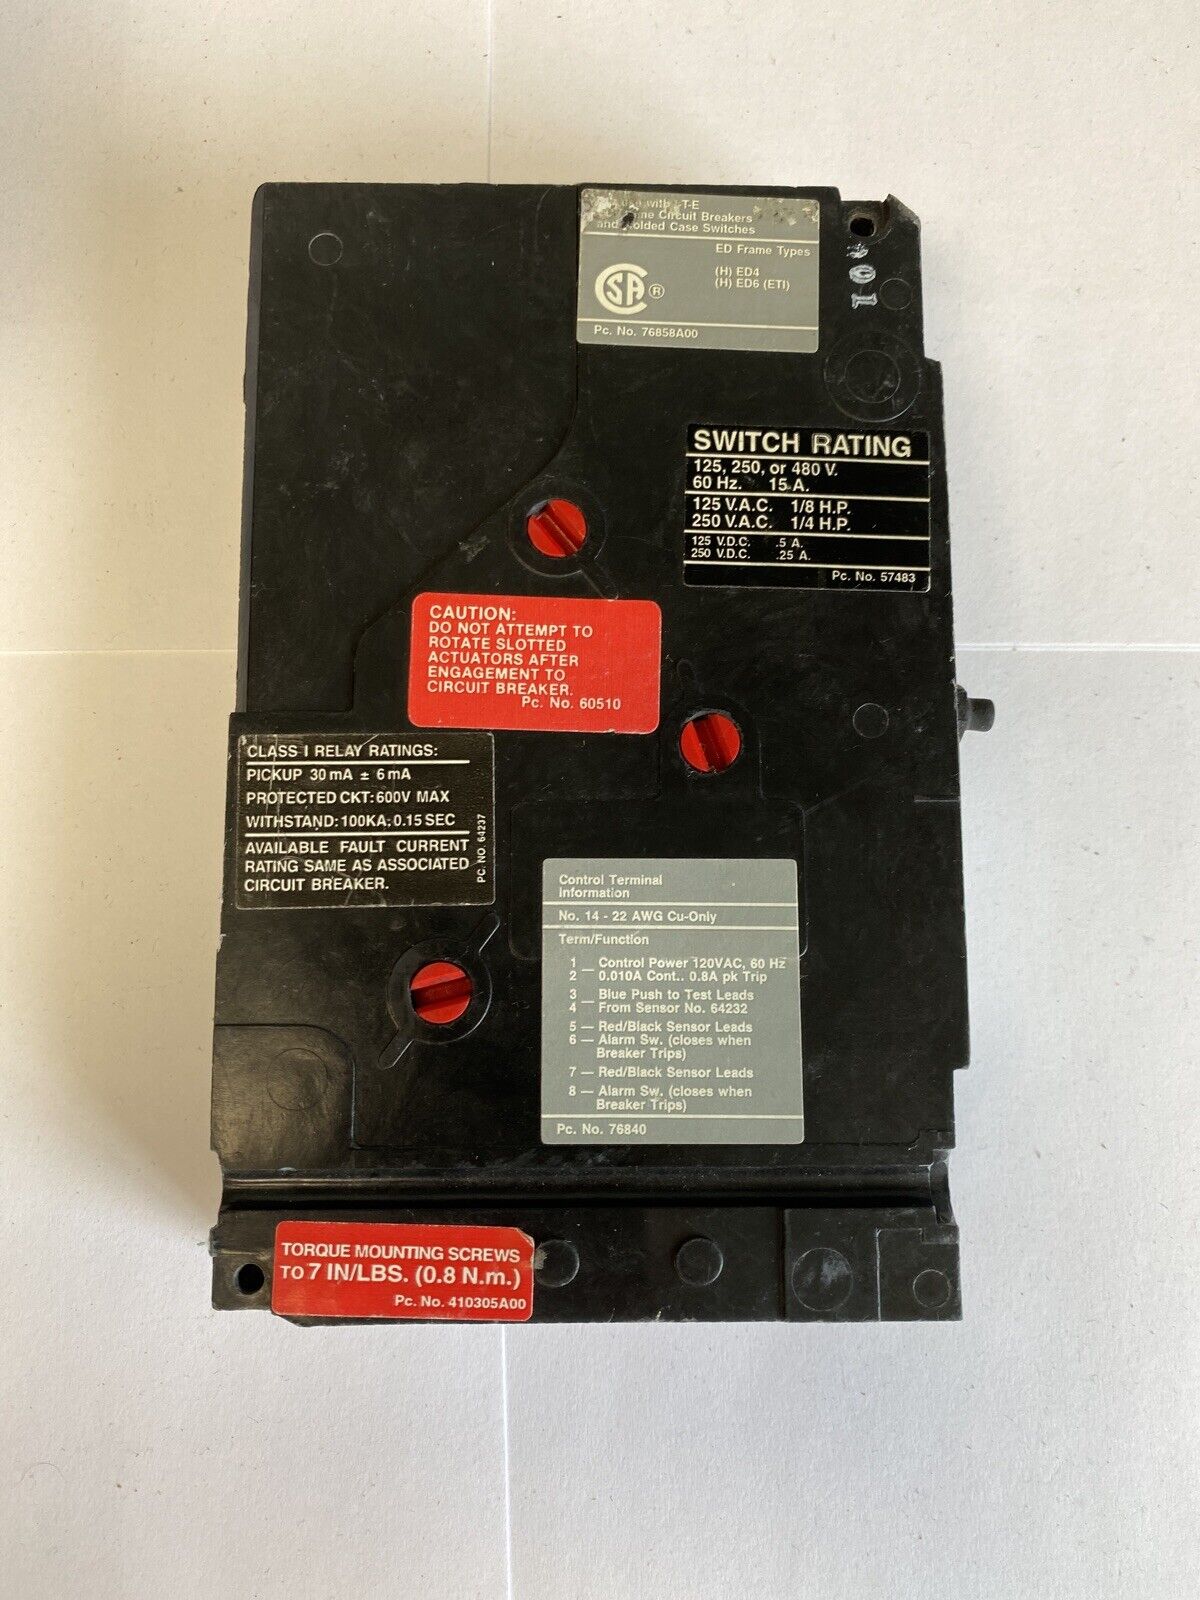 with I-T-E
Circuit Breakers
and Molded Case Switches
ED Frame Types
(H) ED4
(H) ED6 (ETI)
CSA ®
Pc. No. 76858A00
SWITCH RATING
125, 250, or 480 V.
60 Hz. 15 A.
125 V.A.C. 1/8 H.P.
250 V.A.C. 1/4 H.P.
125 V.D.C. .5 A.
250 V.D.C. .25 A.
Pc. No. 57483
CAUTION:
DO NOT ATTEMPT TO
ROTATE SLOTTED
ACTUATORS AFTER
ENGAGEMENT TO
CIRCUIT BREAKER.
Pc. No. 60510
CLASS I RELAY RATINGS:
PICKUP 30 mA ± 6 mA
PROTECTED CKT: 600V MAX
WITHSTAND: 100KA, 0.15 SEC
AVAILABLE FAULT CURRENT
RATING SAME AS ASSOCIATED
CIRCUIT BREAKER.
PC. NO. 64237
Control Terminal
Information
No. 14 - 22 AWG Cu-Only
Term/Function
1 — Control Power 120VAC, 60 Hz
2 0.010A Cont.. 0.8A pk Trip
3 — Blue Push to Test Leads
4 From Sensor No. 64232
5 — Red/Black Sensor Leads
6 — Alarm Sw. (closes when
Breaker Trips)
7 — Red/Black Sensor Leads
8 — Alarm Sw. (closes when
Breaker Trips)
Pc. No. 76840
TORQUE MOUNTING SCREWS
TO 7 IN/LBS. (0.8 N.m.)
Pc. No. 410305A00